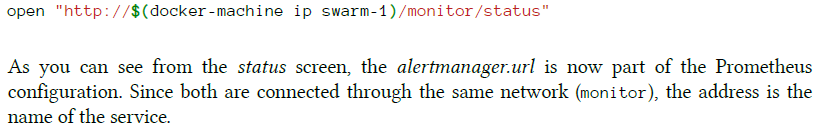 open "http://$(docker-machine ip swarm-1)/monitor/status"
As you can see from the status screen, the alertmanager.url is now part of the Prometheus
configuration. Since both are connected through the same network (monitor), the address is the
name of the service.